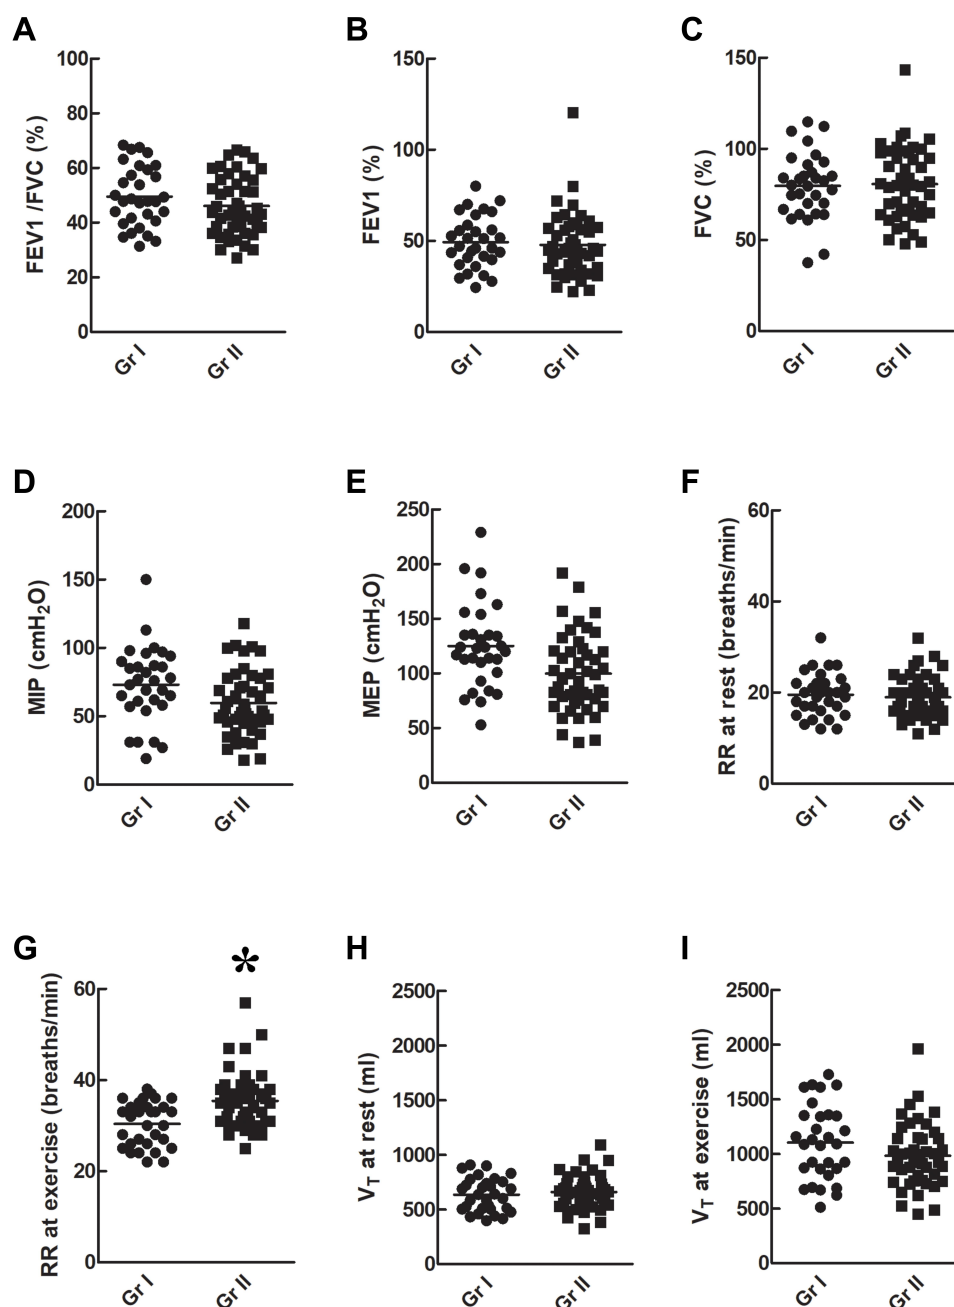 A
B
C
FEV1 /FVC (%)
100
80
60
40
20
0
Gr I
Gr II
FEV1 (%)
150
100
50
0
Gr I
Gr II
FVC (%)
150
100
50
0
Gr I
Gr II
D
E
F
MIP (cmH2O)
200
150
100
50
0
Gr I
Gr II
MEP (cmH2O)
250
200
150
100
50
0
Gr I
Gr II
RR at rest (breaths/min)
60
40
20
0
Gr I
Gr II
G
H
I
RR at exercise (breaths/min)
60
40
20
0
*
Gr I
Gr II
VT at rest (ml)
2500
2000
1500
1000
500
0
Gr I
Gr II
VT at exercise (ml)
2500
2000
1500
1000
500
0
Gr I
Gr II